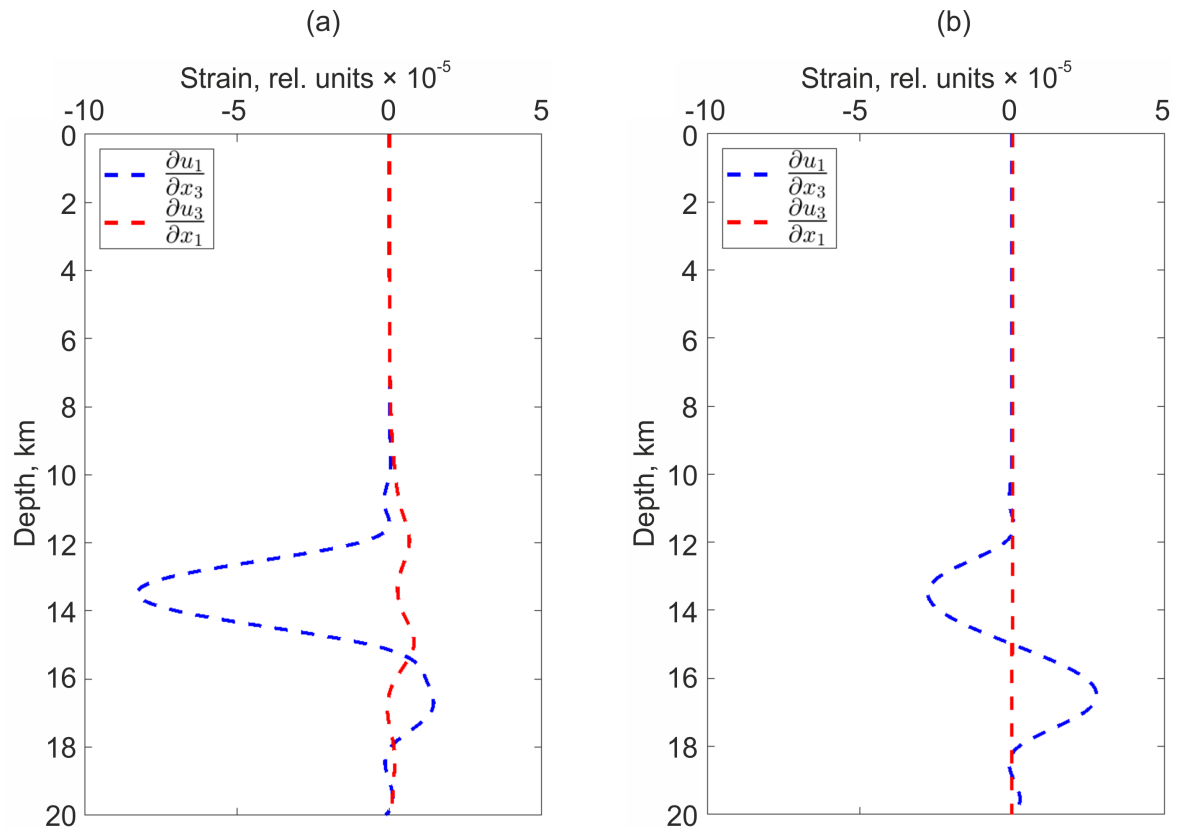 (a)
Strain, rel. units × 10⁻⁵
-10 -5 0 5
0
2
4
6
8
10
12
14
16
18
20
Depth, km
∂u₁/∂x₃
∂u₃/∂x₁
(b)
Strain, rel. units × 10⁻⁵
-10 -5 0 5
0
2
4
6
8
10
12
14
16
18
20
Depth, km
∂u₁/∂x₃
∂u₃/∂x₁